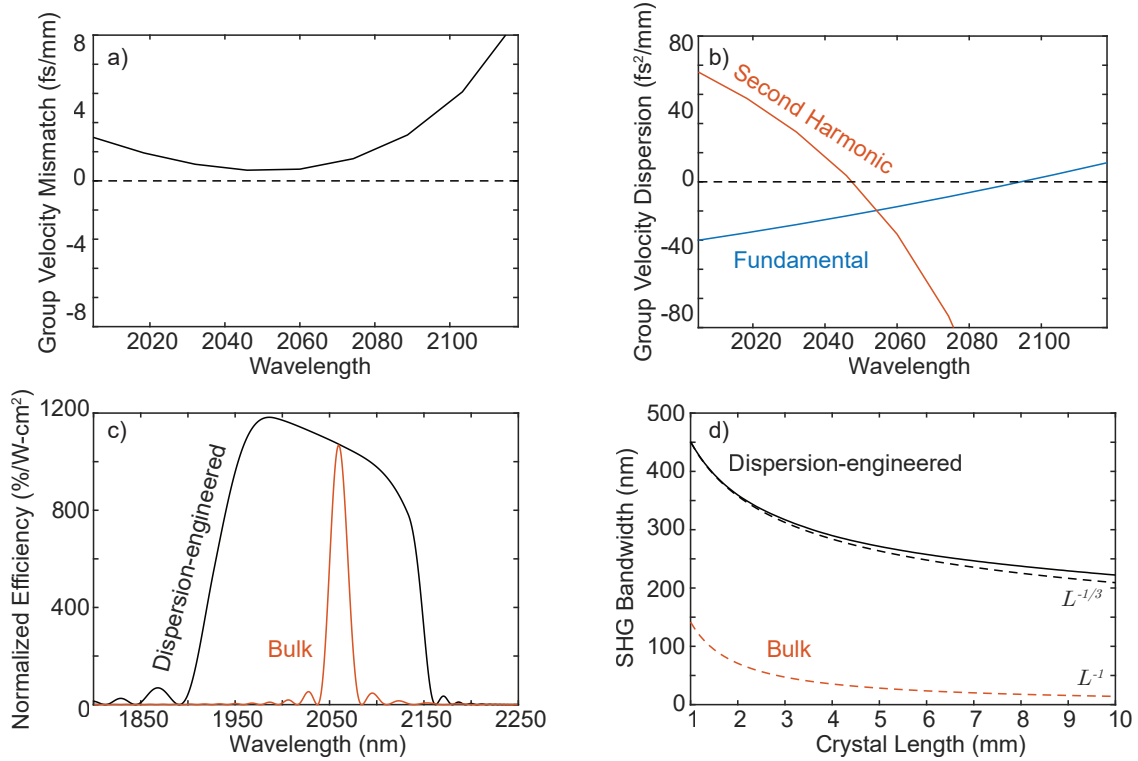 a)
Group Velocity Mismatch (fs/mm)
8
4
0
-4
-8
2020 2040 2060 2080 2100
Wavelength
b)
Group Velocity Dispersion (fs²/mm)
80
40
0
-40
-80
Second Harmonic
Fundamental
2020 2040 2060 2080 2100
Wavelength
c)
Normalized Efficiency (%/W-cm²)
1200
800
400
0
Dispersion-engineered
Bulk
1850 1950 2050 2150 2250
Wavelength (nm)
d)
SHG Bandwidth (nm)
500
400
300
200
100
0
Dispersion-engineered
L⁻¹/³
Bulk
L⁻¹
1 2 3 4 5 6 7 8 9 10
Crystal Length (mm)